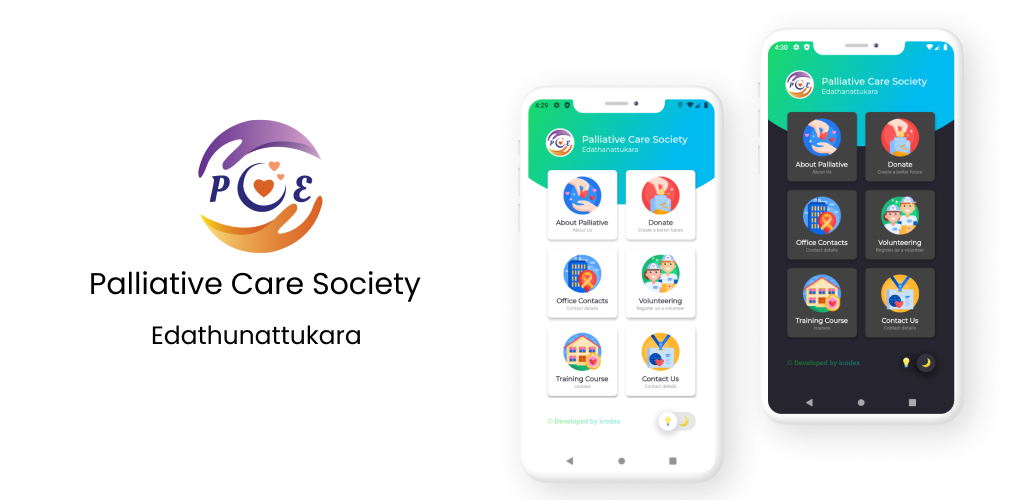 P C E
Palliative Care Society
Edathunattukara
4:29
P C E
Palliative Care Society
Edathanattukara
About Palliative
About Us
Donate
Create a better future
Office Contacts
Contact details
Volunteering
Register as a volunteer
Training Course
courses
Contact Us
Contact details
© Developed by icodex
4:30
P C E
Palliative Care Society
Edathanattukara
About Palliative
About Us
Donate
Create a better future
Office Contacts
Contact details
Volunteering
Register as a volunteer
Training Course
courses
Contact Us
Contact details
© Developed by icodex